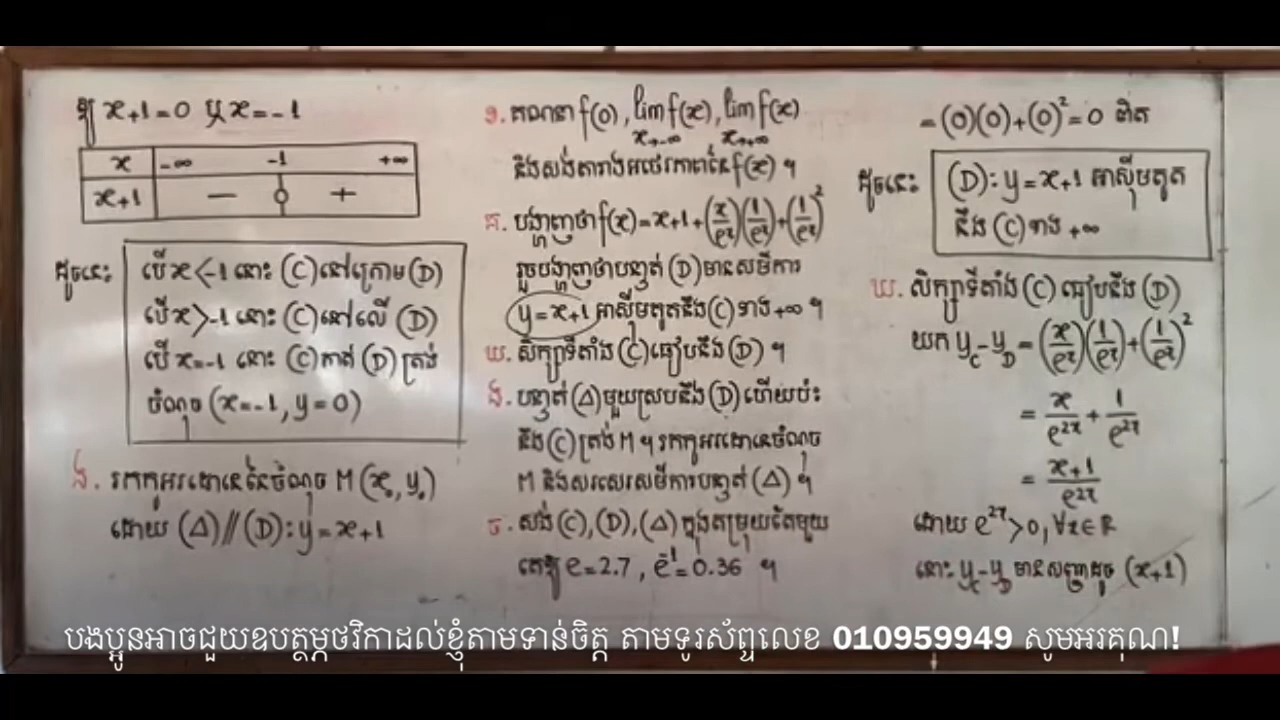 ឲ្យ x+1=0 ឬ x=-1
x -∞ -1 +∞
x+1 − 0 +
ដូចនេះ
បើ x<-1 នោះ (C) នៅក្រោម (D)
បើ x>-1 នោះ (C) នៅលើ (D)
បើ x=-1 នោះ (C) កាត់ (D) ត្រង់
ចំណុច (x=-1, y=0)
ង. រកកូអរដោនេនៃចំណុច M (x₀, y₀)
ដោយ (Δ)//(D): y=x+1
f(0), lim f(x), lim f(x)
x→-∞ x→+∞
និងសង់តារាងអថេរភាពនៃ f(x) ។
គ. បង្ហាញថា f(x)=x+1+(x/eˣ)(1/eˣ)+(1/eˣ)²
រួចបង្ហាញថាបន្ទាត់ (D) មានសមីការ
y=x+1 អាស៊ីមតូតនឹង (C) ខាង +∞ ។
ឃ. សិក្សាទីតាំង (C) ធៀបនឹង (D) ។
ង. បន្ទាត់ (Δ) មួយស្របនឹង (D) ហើយប៉ះ
នឹង (C) ត្រង់ M ។ រកកូអរដោនេចំណុច
M និងសរសេរសមីការបន្ទាត់ (Δ) ។
ច. សង់ (C), (D), (Δ) ក្នុងតម្រុយតែមួយ
គេឲ្យ e=2.7, e⁻¹=0.36 ។
=(0)(0)+(0)²=0 ពិត
ដូចនេះ (D): y=x+1 អាស៊ីមតូត
នឹង (C) ខាង +∞
ឃ. សិក្សាទីតាំង (C) ធៀបនឹង (D)
យក y_C-y_D=(x/eˣ)(1/eˣ)+(1/eˣ)²
= x/e²ˣ + 1/e²ˣ
= x+1/e²ˣ
ដោយ e²ˣ>0, ∀x∈ℝ
នោះ y_C-y_D មានសញ្ញាដូច (x+1)
បងប្អូនអាចជួយឧបត្ថម្ភថវិកាដល់ខ្ញុំតាមទាន់ចិត្ត តាមទូរស័ព្ទលេខ 010959949 សូមអរគុណ!